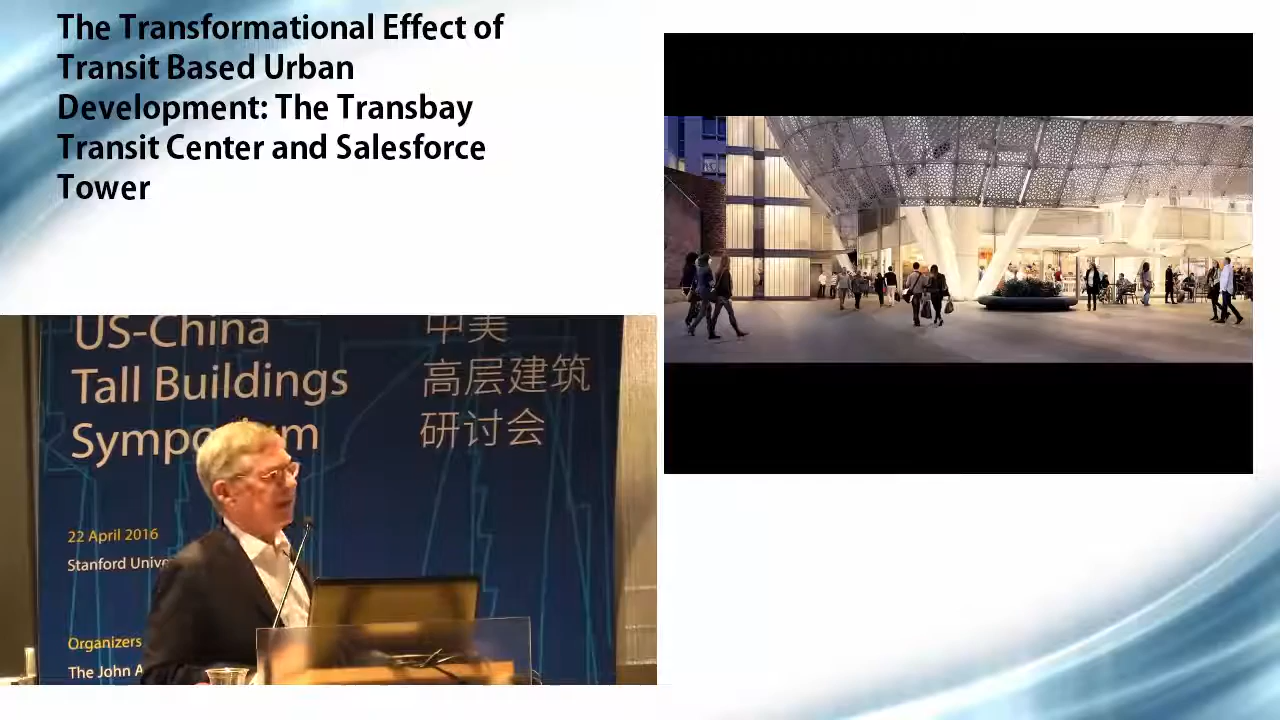 The Transformational Effect of
Transit Based Urban
Development: The Transbay
Transit Center and Salesforce
Tower
US-China
Tall Buildings
中美
高层建筑
研讨会
22 April 2016
Stanford
Organizers
The John